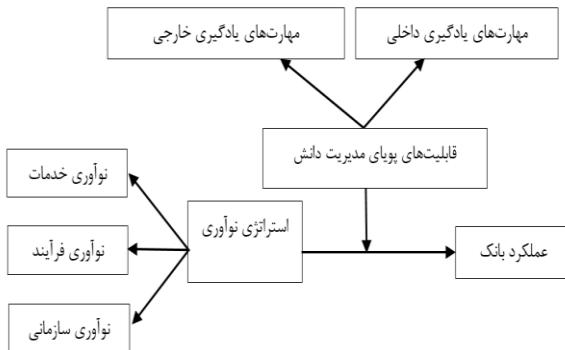 مهارت‌های یادگیری داخلی
مهارت‌های یادگیری خارجی
قابلیت‌های پویای مدیریت دانش
نوآوری خدمات
استراتژی نوآوری
نوآوری فرآیند
عملکرد بانک
نوآوری سازمانی